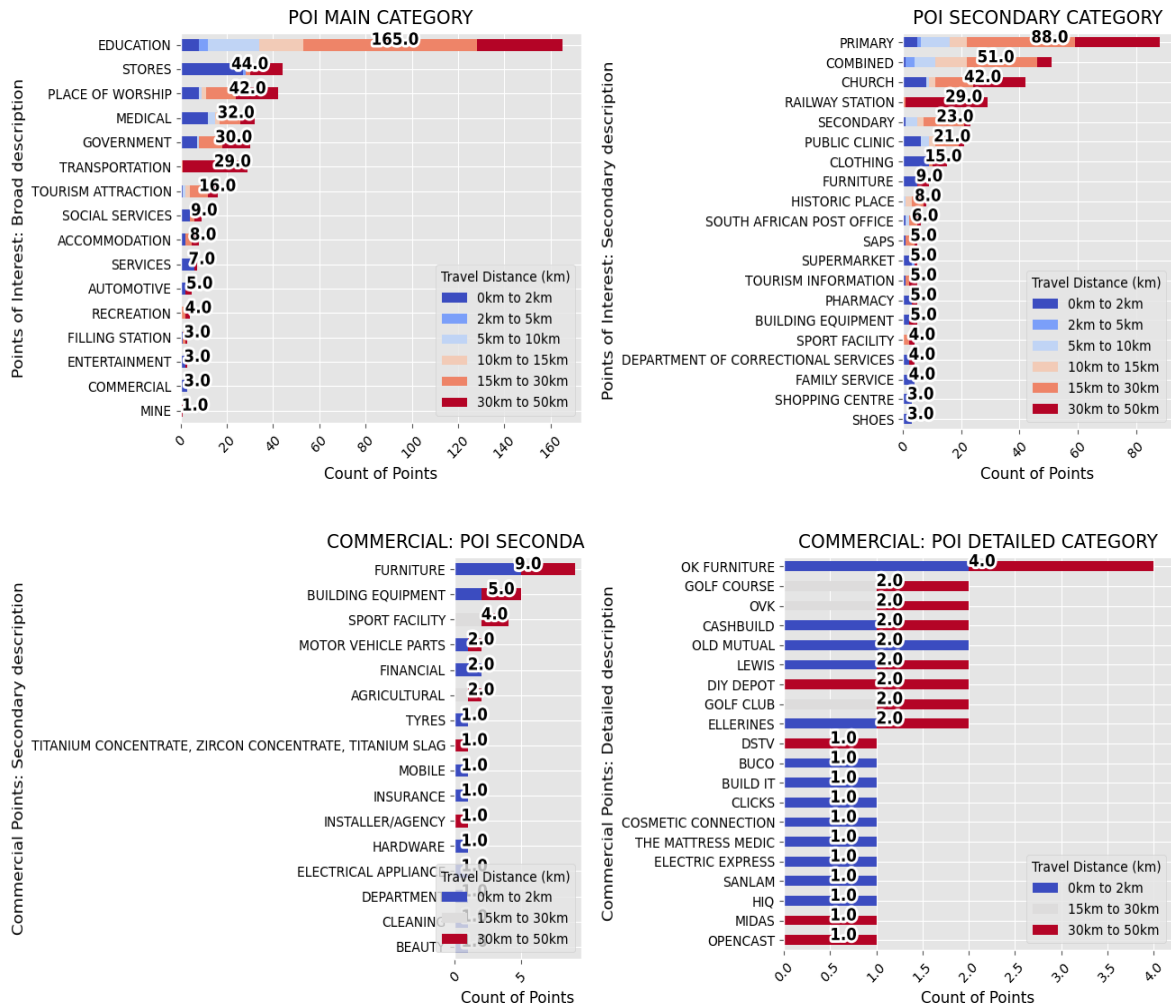 POI MAIN CATEGORY
Points of Interest: Broad description
EDUCATION 165.0
STORES 44.0
PLACE OF WORSHIP 42.0
MEDICAL 32.0
GOVERNMENT 30.0
TRANSPORTATION 29.0
TOURISM ATTRACTION 16.0
SOCIAL SERVICES 9.0
ACCOMMODATION 8.0
SERVICES 7.0
AUTOMOTIVE 5.0
RECREATION 4.0
FILLING STATION 3.0
ENTERTAINMENT 3.0
COMMERCIAL 3.0
MINE 1.0
Travel Distance (km)
0km to 2km
2km to 5km
5km to 10km
10km to 15km
15km to 30km
30km to 50km
0 20 40 60 80 100 120 140 160
Count of Points
POI SECONDARY CATEGORY
Points of Interest: Secondary description
PRIMARY 88.0
COMBINED 51.0
CHURCH 42.0
RAILWAY STATION 29.0
SECONDARY 23.0
PUBLIC CLINIC 21.0
CLOTHING 15.0
FURNITURE 9.0
HISTORIC PLACE 8.0
SOUTH AFRICAN POST OFFICE 6.0
SAPS 5.0
SUPERMARKET 5.0
TOURISM INFORMATION 5.0
PHARMACY 5.0
BUILDING EQUIPMENT 5.0
SPORT FACILITY 4.0
DEPARTMENT OF CORRECTIONAL SERVICES 4.0
FAMILY SERVICE 4.0
SHOPPING CENTRE 3.0
SHOES 3.0
Travel Distance (km)
0km to 2km
2km to 5km
5km to 10km
10km to 15km
15km to 30km
30km to 50km
0 20 40 60 80
Count of Points
COMMERCIAL: POI SECONDA
Commercial Points: Secondary description
FURNITURE 9.0
BUILDING EQUIPMENT 5.0
SPORT FACILITY 4.0
MOTOR VEHICLE PARTS 2.0
FINANCIAL 2.0
AGRICULTURAL 2.0
TYRES 1.0
TITANIUM CONCENTRATE, ZIRCON CONCENTRATE, TITANIUM SLAG 1.0
MOBILE 1.0
INSURANCE 1.0
INSTALLER/AGENCY 1.0
HARDWARE 1.0
ELECTRICAL APPLIANCE 1.0
DEPARTMENT 1.0
CLEANING 1.0
BEAUTY 1.0
Travel Distance (km)
0km to 2km
15km to 30km
30km to 50km
0 5
Count of Points
COMMERCIAL: POI DETAILED CATEGORY
Commercial Points: Detailed description
OK FURNITURE 4.0
GOLF COURSE 2.0
OVK 2.0
CASHBUILD 2.0
OLD MUTUAL 2.0
LEWIS 2.0
DIY DEPOT 2.0
GOLF CLUB 2.0
ELLERINES 2.0
DSTV 1.0
BUCO 1.0
BUILD IT 1.0
CLICKS 1.0
COSMETIC CONNECTION 1.0
THE MATTRESS MEDIC 1.0
ELECTRIC EXPRESS 1.0
SANLAM 1.0
HIQ 1.0
MIDAS 1.0
OPENCAST 1.0
Travel Distance (km)
0km to 2km
15km to 30km
30km to 50km
0.0 0.5 1.0 1.5 2.0 2.5 3.0 3.5 4.0
Count of Points